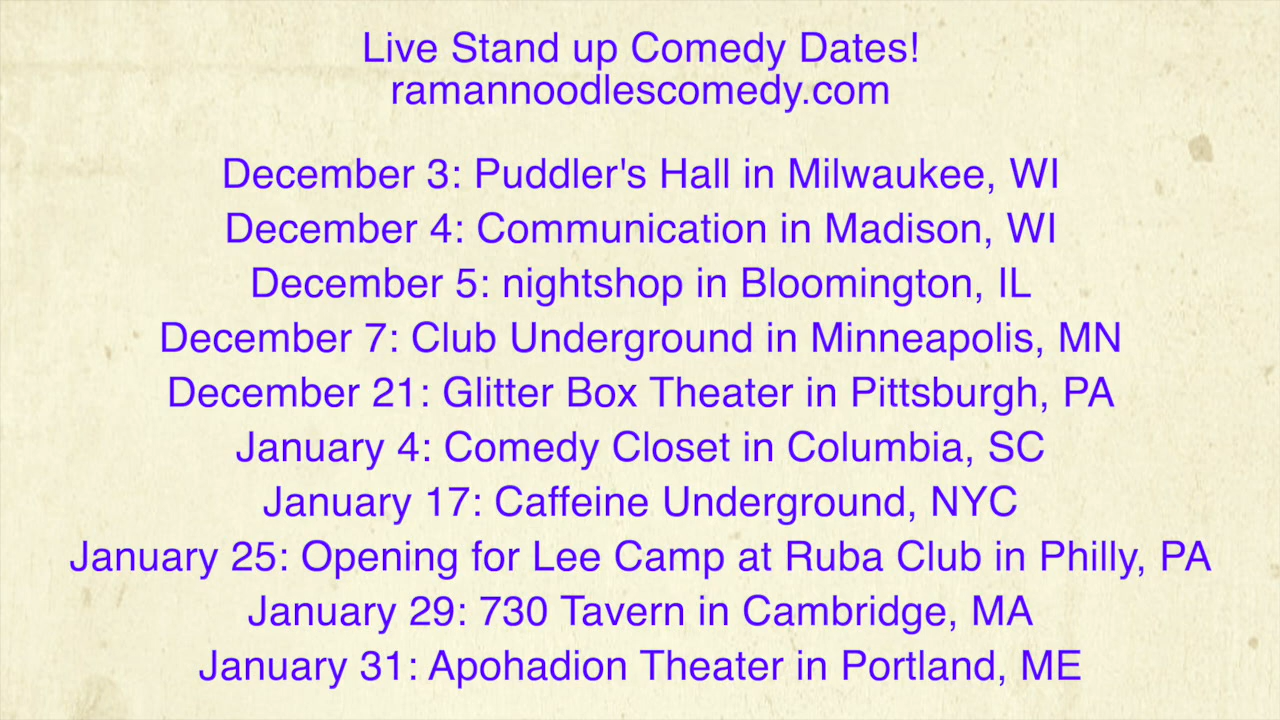 Live Stand up Comedy Dates!
ramannoodlescomedy.com
December 3: Puddler's Hall in Milwaukee, WI
December 4: Communication in Madison, WI
December 5: nightshop in Bloomington, IL
December 7: Club Underground in Minneapolis, MN
December 21: Glitter Box Theater in Pittsburgh, PA
January 4: Comedy Closet in Columbia, SC
January 17: Caffeine Underground, NYC
January 25: Opening for Lee Camp at Ruba Club in Philly, PA
January 29: 730 Tavern in Cambridge, MA
January 31: Apohadion Theater in Portland, ME